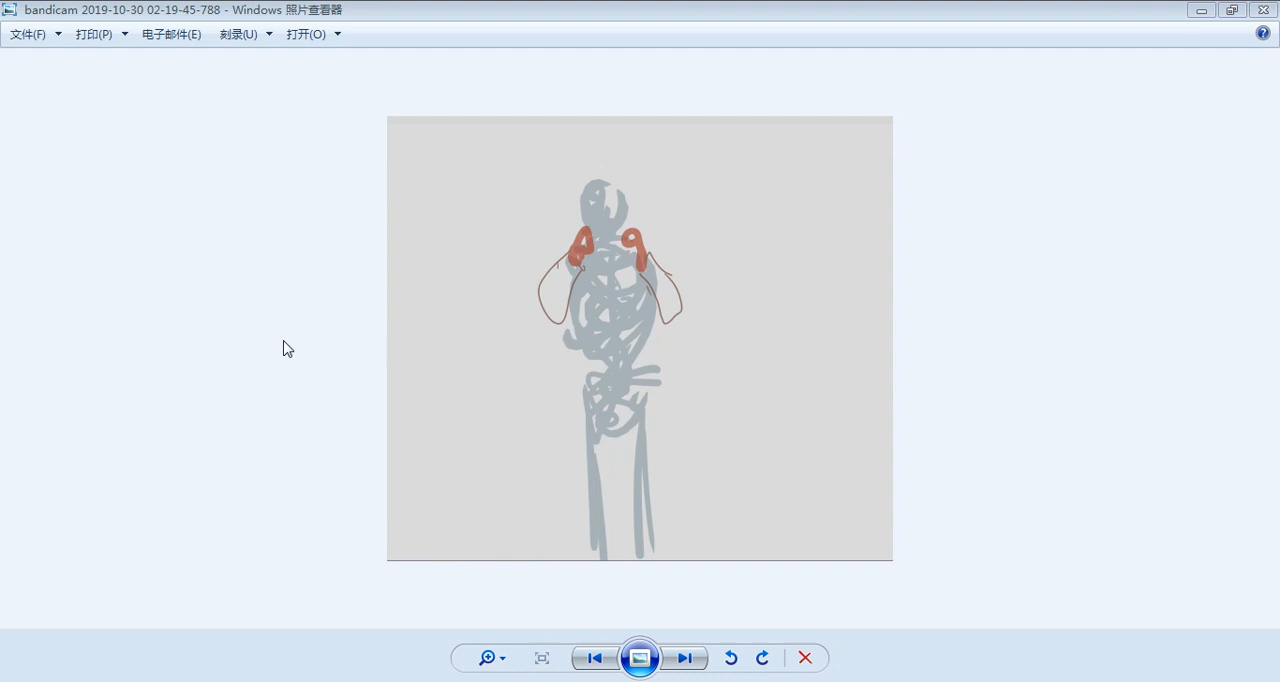 bandicam 2019-10-30 02-19-45-788 - Windows 照片查看器
文件(F) 打印(P) 电子邮件(E) 刻录(U) 打开(O)